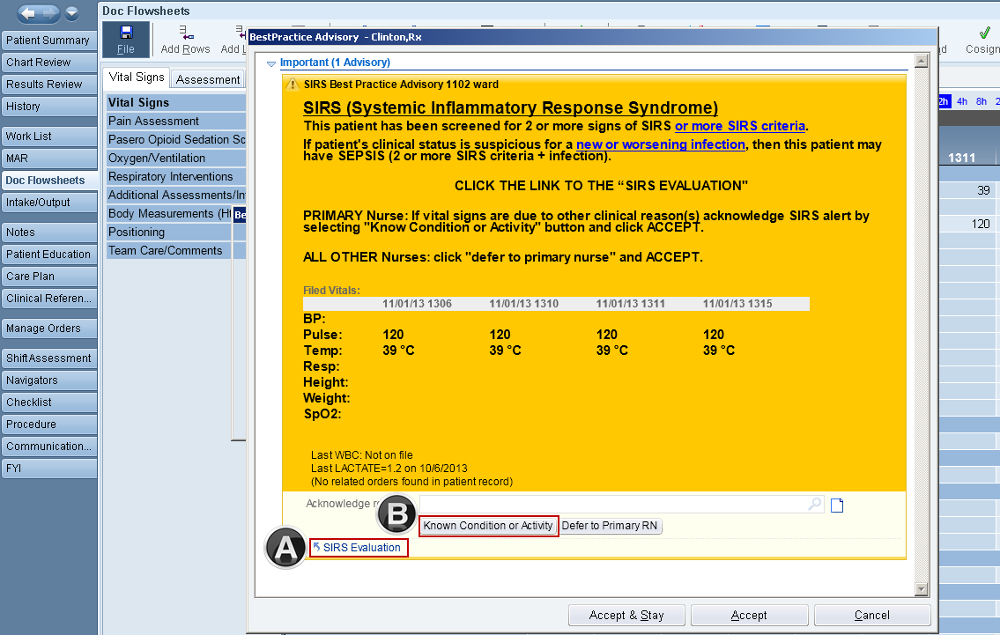 Doc Flowsheets
Patient Summary
Chart Review
Results Review
History
Work List
MAR
Doc Flowsheets
Intake/Output
Notes
Patient Education
Care Plan
Clinical Referen...
Manage Orders
Shift Assessment
Navigators
Checklist
Procedure
Communication...
FYI
File
Add Rows
Add
Cosign
Vital Signs
Assessment
Vital Signs
Pain Assessment
Pasero Opioid Sedation Sc
Oxygen/Ventilation
Respiratory Interventions
Additional Assessments/In
Body Measurements (Ht
Positioning
Team Care/Comments
Be
BestPractice Advisory - Clinton,Rx
Important (1 Advisory)
SIRS Best Practice Advisory 1102 ward
SIRS (Systemic Inflammatory Response Syndrome)
This patient has been screened for 2 or more signs of SIRS or more SIRS criteria.
If patient's clinical status is suspicious for a new or worsening infection, then this patient may
have SEPSIS (2 or more SIRS criteria + infection).
CLICK THE LINK TO THE “SIRS EVALUATION”
PRIMARY Nurse: If vital signs are due to other clinical reason(s) acknowledge SIRS alert by
selecting "Know Condition or Activity" button and click ACCEPT.
ALL OTHER Nurses: click "defer to primary nurse" and ACCEPT.
Filed Vitals:
11/01/13 1306 11/01/13 1310 11/01/13 1311 11/01/13 1315
BP:
Pulse: 120 120 120 120
Temp: 39 °C 39 °C 39 °C 39 °C
Resp:
Height:
Weight:
SpO2:
Last WBC: Not on file
Last LACTATE=1.2 on 10/6/2013
(No related orders found in patient record)
Acknowledge
B
Known Condition or Activity Defer to Primary RN
A
SIRS Evaluation
Accept & Stay Accept Cancel
2h 4h 8h
1311
39
120